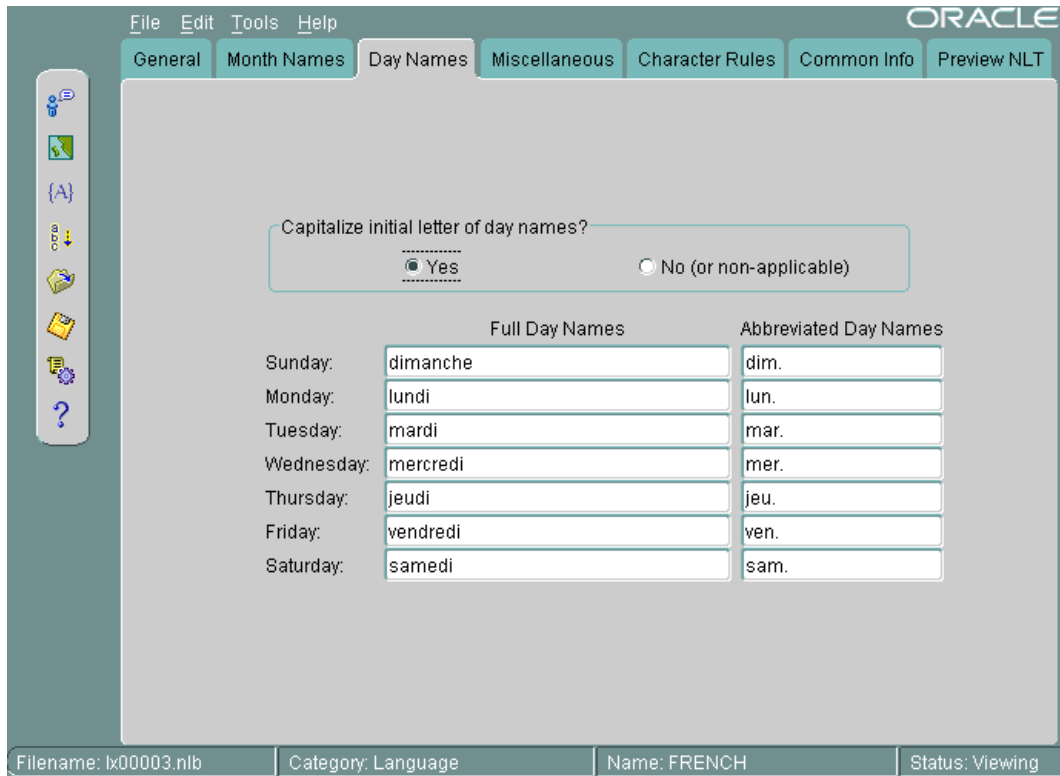 File Edit Tools Help
ORACLE
General Month Names Day Names Miscellaneous Character Rules Common Info Preview NLT
{A}
a
b
c
Capitalize initial letter of day names?
Yes No (or non-applicable)
Full Day Names Abbreviated Day Names
Sunday: dimanche dim.
Monday: lundi lun.
Tuesday: mardi mar.
Wednesday: mercredi mer.
Thursday: jeudi jeu.
Friday: vendredi ven.
Saturday: samedi sam.
?
Filename: lx00003.nlb Category: Language Name: FRENCH Status: Viewing